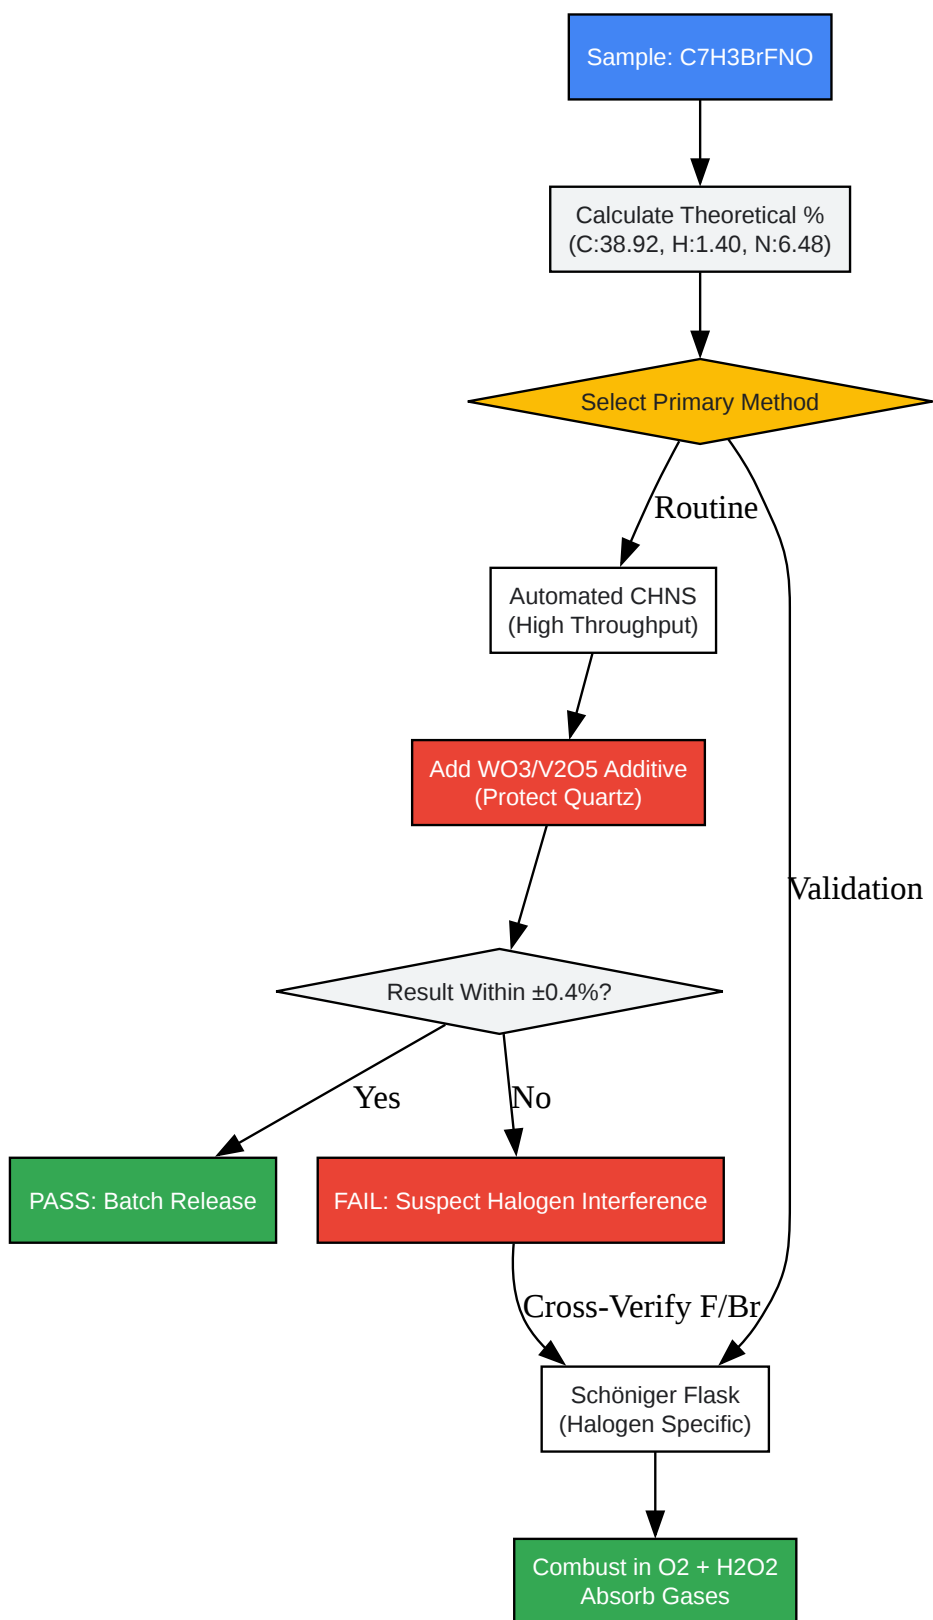 Sample: C7H3BrFNO
Calculate Theoretical %
(C:38.92, H:1.40, N:6.48)
Select Primary Method
Routine
Automated CHNS
(High Throughput)
Add WO3/V2O5 Additive
(Protect Quartz)
Validation
Result Within ±0.4%?
Yes
No
PASS: Batch Release
FAIL: Suspect Halogen Interference
Cross-Verify F/Br
Schöniger Flask
(Halogen Specific)
Combust in O2 + H2O2
Absorb Gases